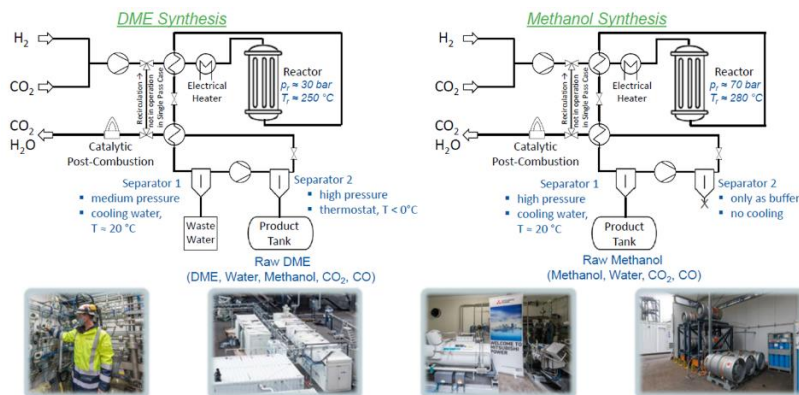 DME Synthesis
H2
CO2
CO2
H2O
Recirculation →
not in operation
in Single Pass Case
Electrical
Heater
Reactor
pr ≈ 30 bar
Tr ≈ 250 °C
Catalytic
Post-Combustion
Separator 1
▪ medium pressure
▪ cooling water,
T ≈ 20 °C
Waste
Water
Separator 2
▪ high pressure
▪ thermostat, T < 0°C
Product
Tank
Raw DME
(DME, Water, Methanol, CO2, CO)
Methanol Synthesis
H2
CO2
CO2
H2O
Recirculation →
not in operation
in Single Pass Case
Electrical
Heater
Reactor
pr ≈ 70 bar
Tr ≈ 280 °C
Catalytic
Post-Combustion
Separator 1
▪ high pressure
▪ cooling water,
T ≈ 20 °C
Separator 2
▪ only as buffer
▪ no cooling
Product
Tank
Raw Methanol
(Methanol, Water, CO2, CO)
WELCOME TO
MITSUBISHI
POWER